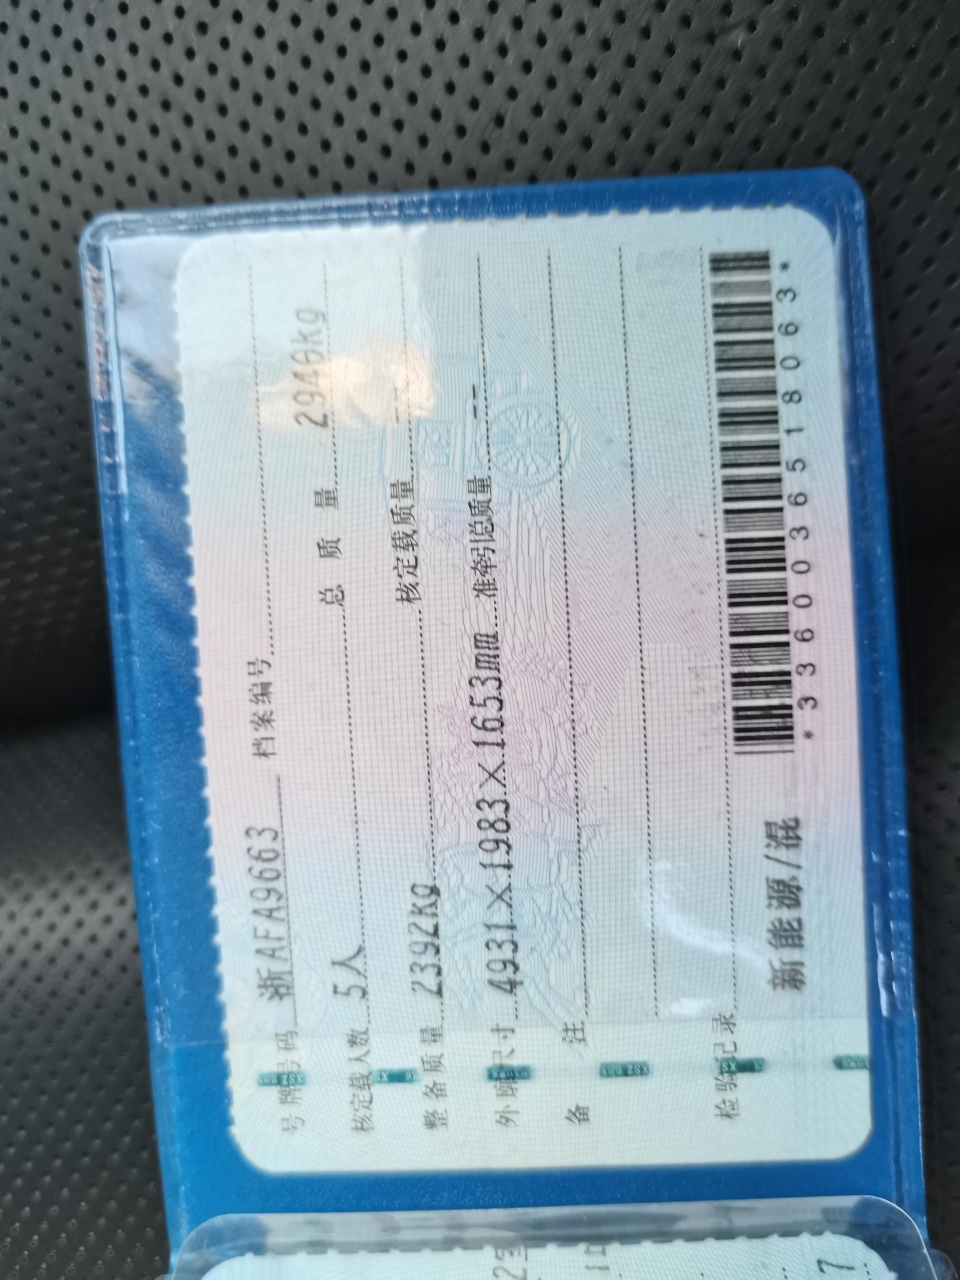 号牌号码 浙AFA9663 档案编号
核定载人数 5人 总质量 2946kg
整备质量 2392kg 核定载质量 --
外廓尺寸 4931×1983×1653mm 准牵引总质量 --
备注
检验记录
新能源/混
*3360036518063*